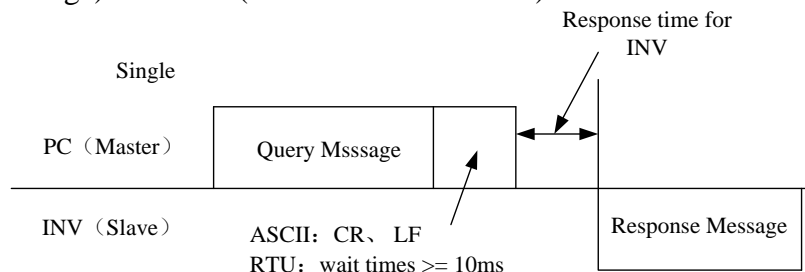 Response time for
INV
Single
PC（Master）
Query Msssage
INV（Slave）
Response Message
ASCII：CR、LF
RTU：wait times >= 10ms